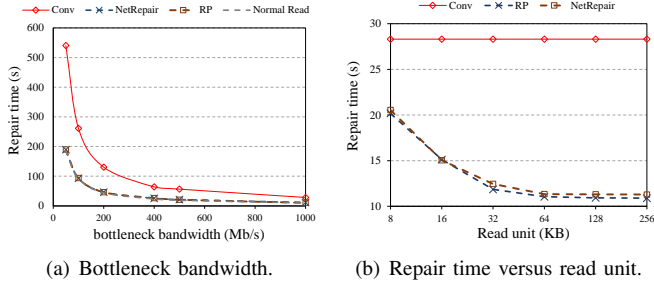 Conv NetRepair RP Normal Read
Repair time (s)
600
500
400
300
200
100
0
0 200 400 600 800 1000
bottleneck bandwidth (Mb/s)
(a) Bottleneck bandwidth.
Conv RP NetRepair
Repair time (s)
30
25
20
15
10
8 16 32 64 128 256
Read unit (KB)
(b) Repair time versus read unit.